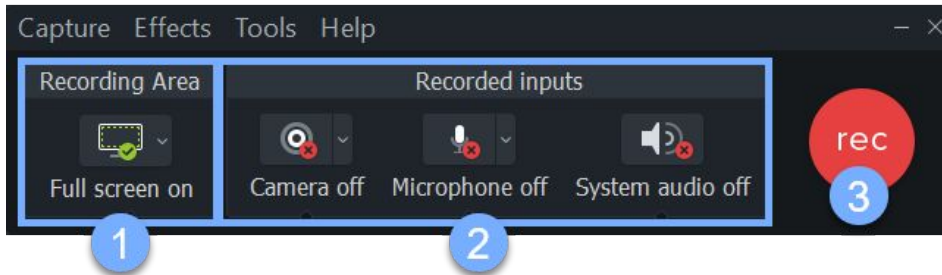 Capture Effects Tools Help
Recording Area Recorded inputs
rec
Full screen on Camera off Microphone off System audio off
1 2 3